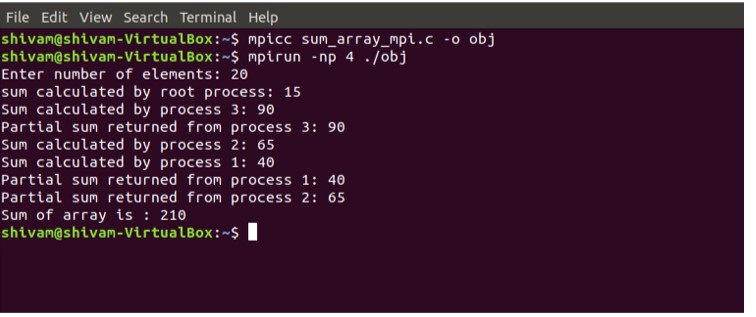 File Edit View Search Terminal Help
shivam@shivam-VirtualBox:~$ mpicc sum_array_mpi.c -o obj
shivam@shivam-VirtualBox:~$ mpirun -np 4 ./obj
Enter number of elements: 20
sum calculated by root process: 15
Sum calculated by process 3: 90
Partial sum returned from process 3: 90
Sum calculated by process 2: 65
Sum calculated by process 1: 40
Partial sum returned from process 1: 40
Partial sum returned from process 2: 65
Sum of array is : 210
shivam@shivam-VirtualBox:~$